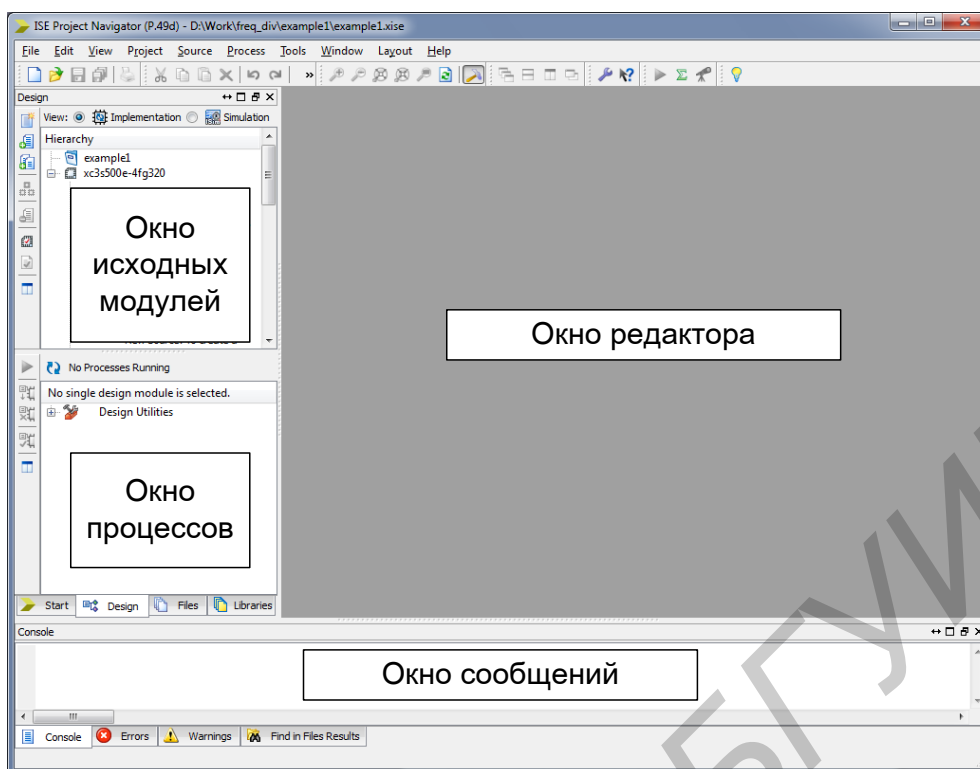 ISE Project Navigator (P.49d) - D:\Work\freq_div\example1\example1.xise
File Edit View Project Source Process Tools Window Layout Help
Design
View: Implementation Simulation
Hierarchy
example1
xc3s500e-4fg320
Окно
исходных
модулей
Окно редактора
No Processes Running
No single design module is selected.
Design Utilities
Окно
процессов
Start Design Files Libraries
Console
Окно сообщений
Console Errors Warnings Find in Files Results
БГУИ